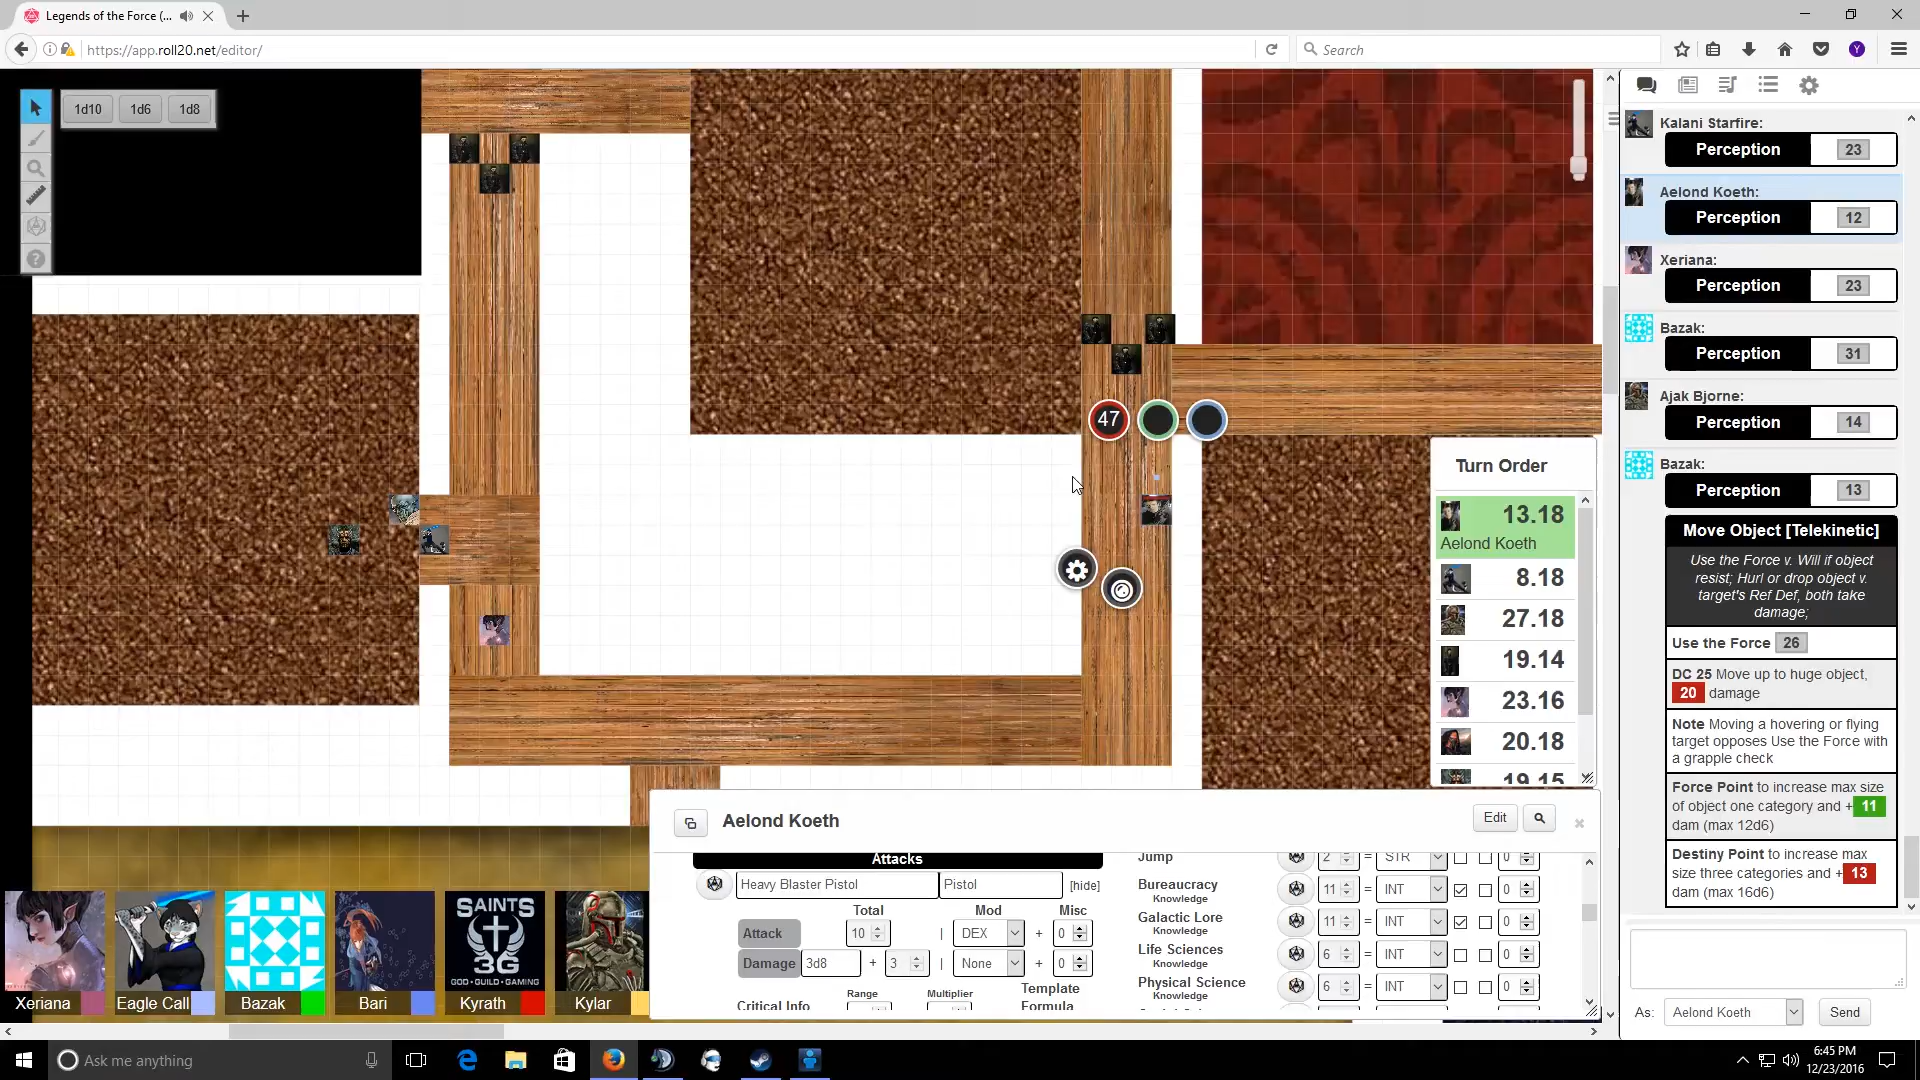 Legends of the Force (...
https://app.roll20.net/editor/
Search
1d10 1d6 1d8
47
Turn Order
13.18
Aelond Koeth
8.18
27.18
19.14
23.16
20.18
19.15
Kalani Starfire:
Perception 23
Aelond Koeth:
Perception 12
Xeriana:
Perception 23
Bazak:
Perception 31
Ajak Bjorne:
Perception 14
Bazak:
Perception 13
Move Object [Telekinetic]
Use the Force v. Will if object
resist; Hurl or drop object v.
target's Ref Def, both take
damage;
Use the Force 26
DC 25 Move up to huge object,
20 damage
Note Moving a hovering or flying
target opposes Use the Force with
a grapple check
Force Point to increase max size
of object one category and + 11
dam (max 12d6)
Destiny Point to increase max
size three categories and + 13
dam (max 16d6)
As: Aelond Koeth Send
Aelond Koeth
Edit
Attacks
Heavy Blaster Pistol Pistol [hide]
Total Mod Misc
Attack 10 | DEX + 0
Damage 3d8 + 3 | None + 0
Critical Info Range Multiplier Template
Formula
Jump 2 = STR 0
Bureaucracy 11 = INT 0
Knowledge
Galactic Lore 11 = INT 0
Knowledge
Life Sciences 6 = INT 0
Knowledge
Physical Science 6 = INT 0
Knowledge
SAINTS
3G
GOD · GUILD · GAMING
Xeriana Eagle Call Bazak Bari Kyrath Kylar
Ask me anything
6:45 PM
12/23/2016